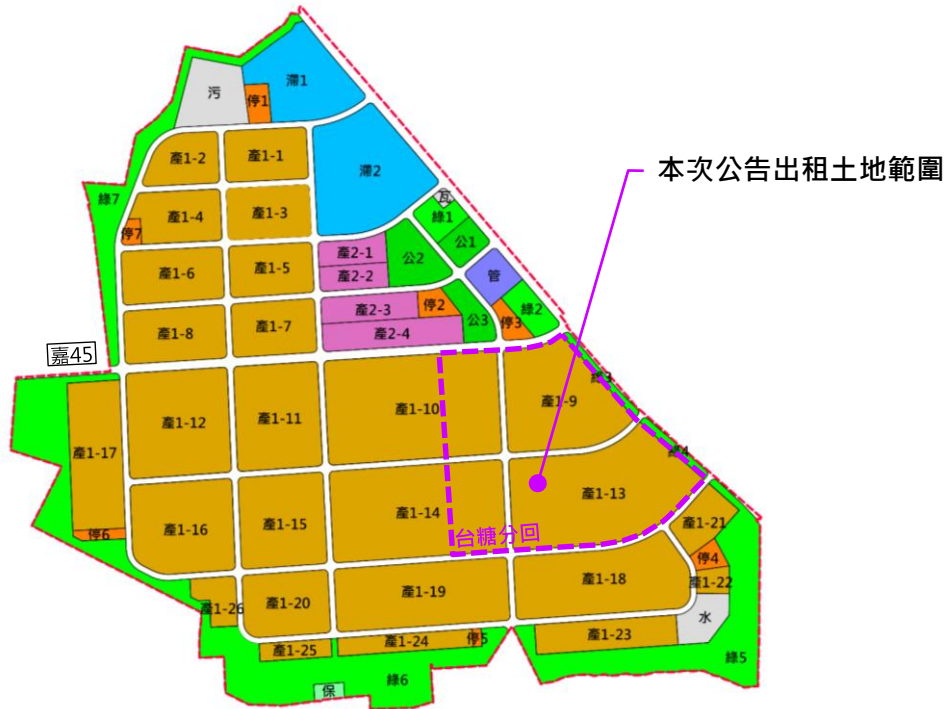 滯1
污
停1
產1-2
產1-1
滯2
本次公告出租土地範圍
綠7
產1-4
產1-3
瓦
綠1
停7
公1
產2-1
公2
產1-6
產1-5
產2-2
管
產2-3
停2
綠2
產1-8
產1-7
產2-4
公3
停3
嘉45
綠3
產1-12
產1-11
產1-10
產1-9
產1-17
綠4
產1-16
產1-15
產1-14
產1-13
停6
台糖分回
產1-21
停4
產1-26
產1-20
產1-19
產1-18
產1-22
水
產1-25
產1-24
停5
產1-23
綠5
綠6
保